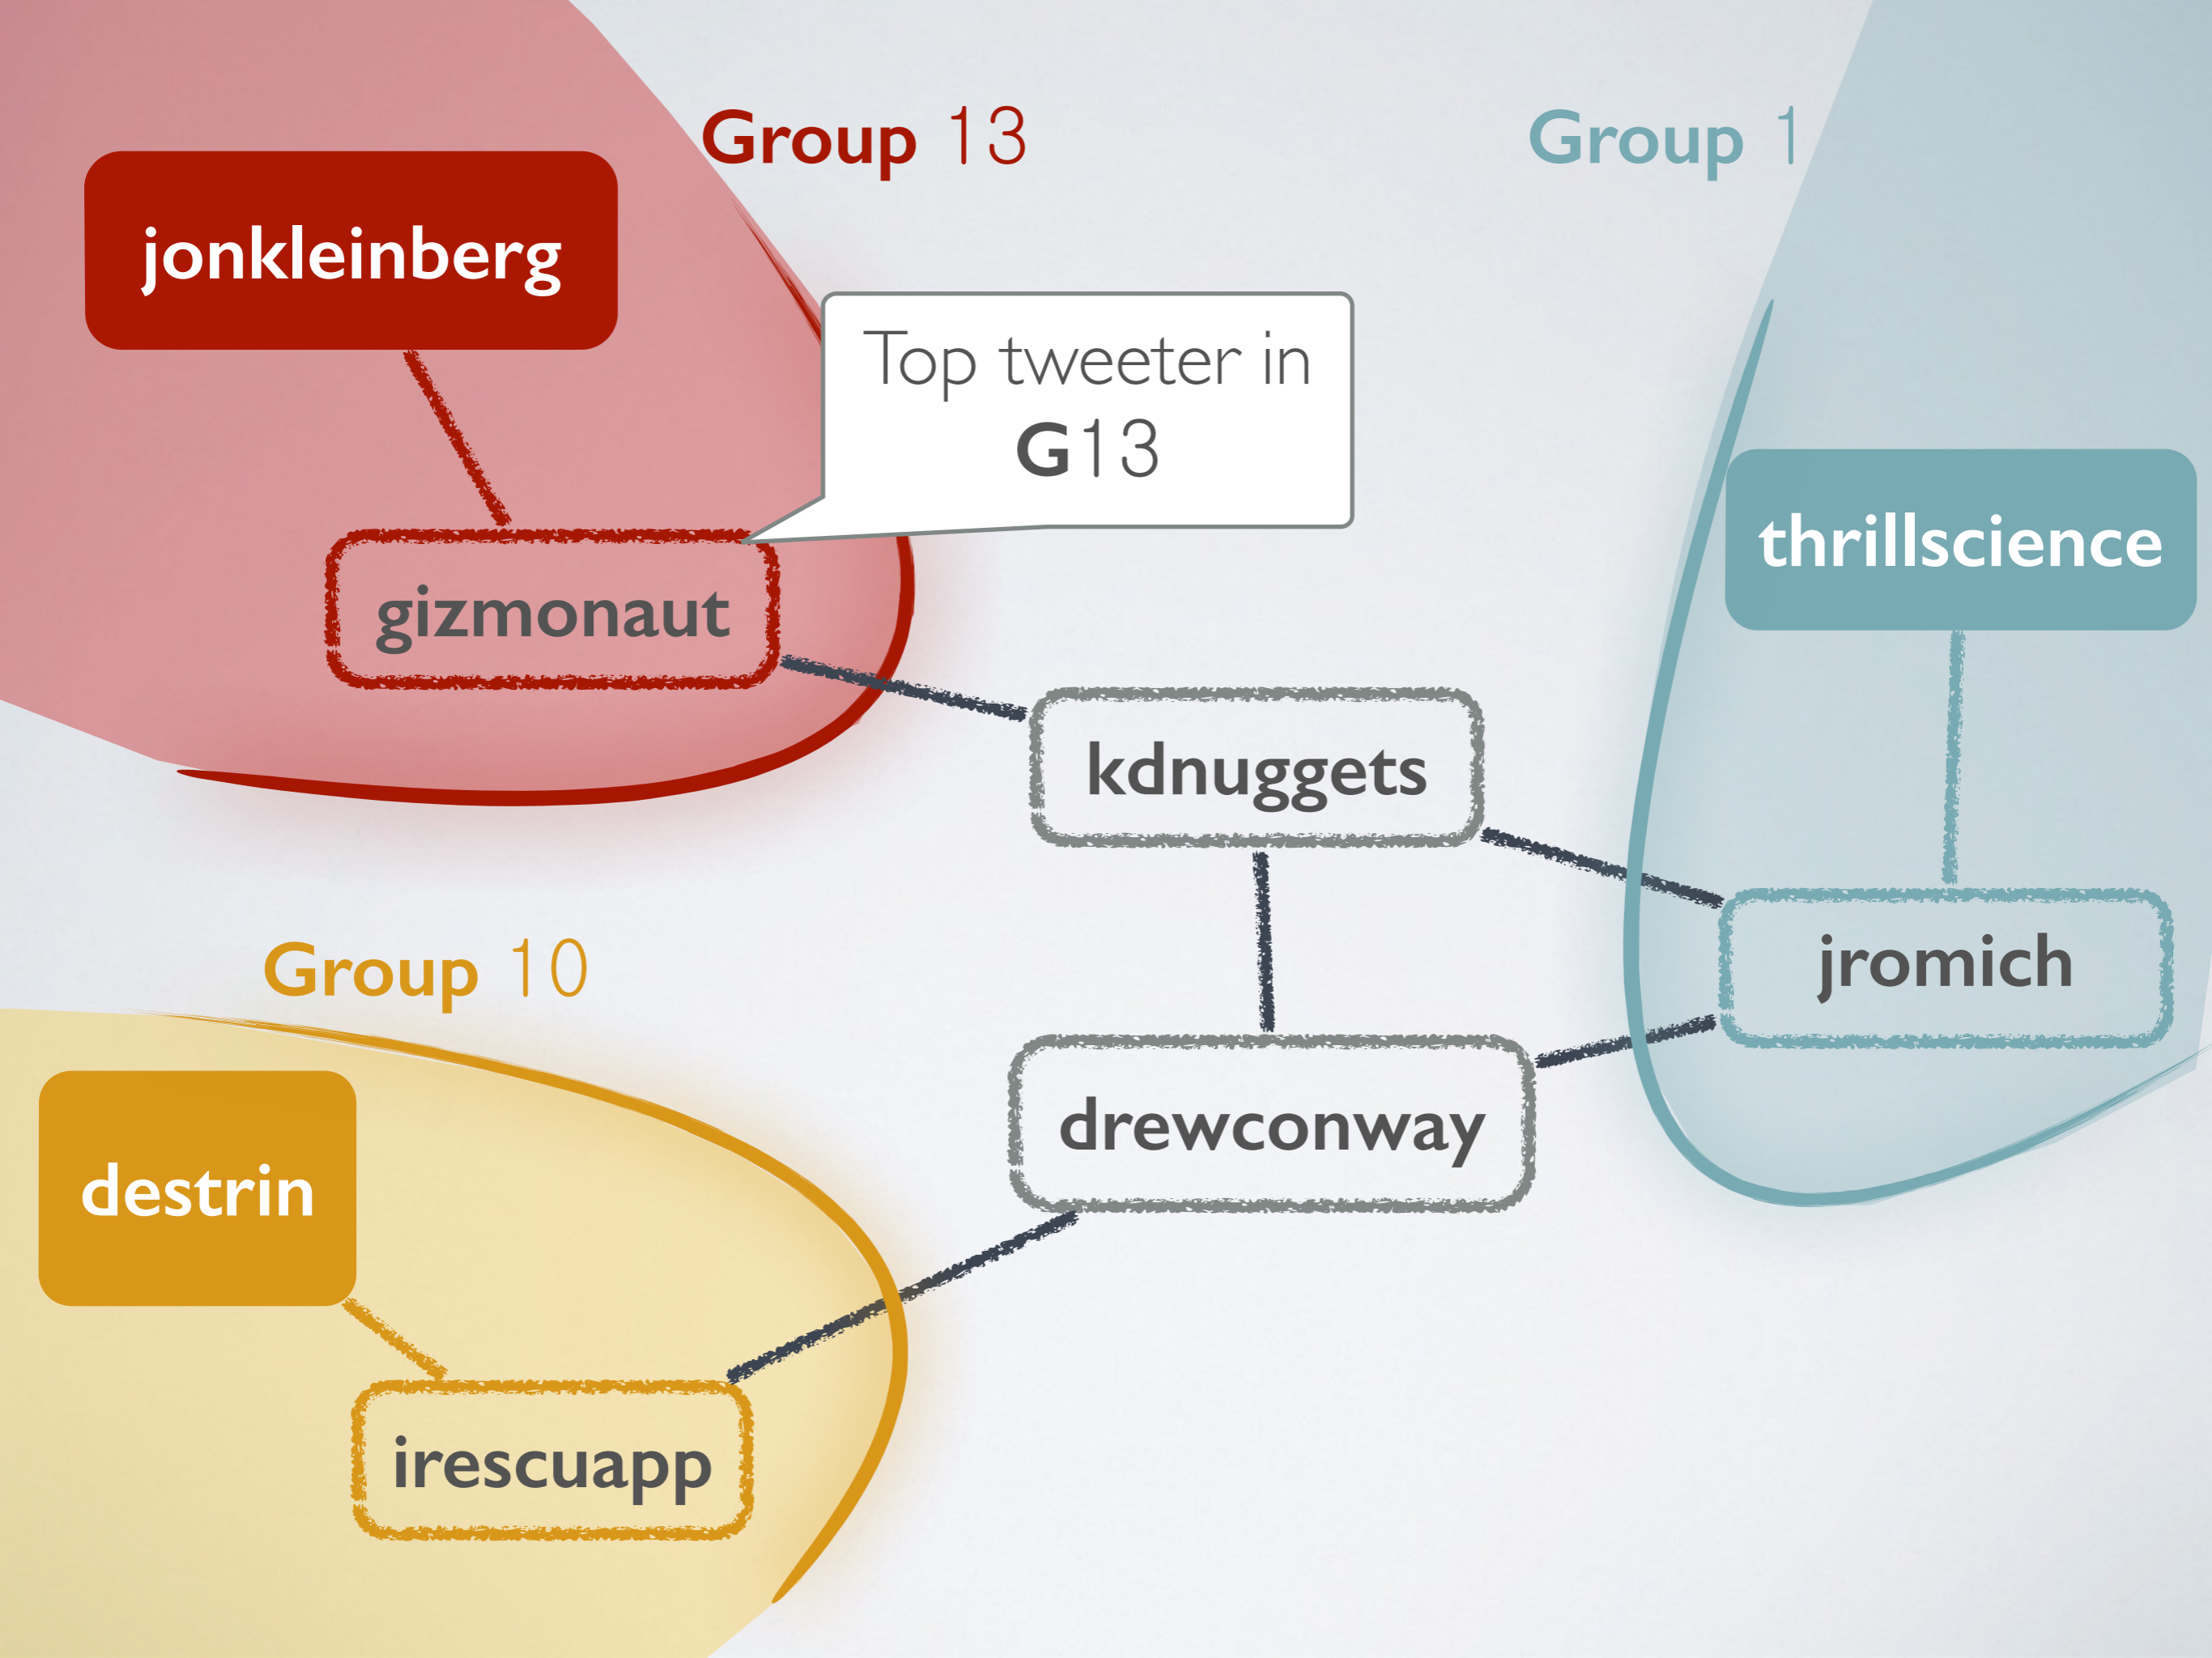 Group 13
Group 1
jonkleinberg
Top tweeter in
G13
thrillscience
gizmonaut
kdnuggets
jromich
Group 10
drewconway
destrin
irescuapp